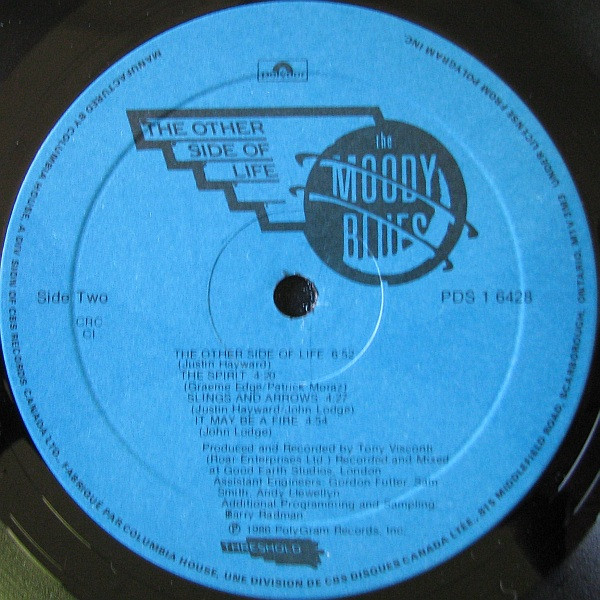 polydor
THE OTHER
SIDE OF
LIFE
the
MOODY
BLUES
Side Two
PDS 1 6428
CRC
CI
THE OTHER SIDE OF LIFE 6:52
(Justin Hayward)
THE SPIRIT 4:20
(Graeme Edge/Patrick Moraz)
SLINGS AND ARROWS 4:27
(Justin Hayward/John Lodge)
IT MAY BE A FIRE 4:54
(John Lodge)
Produced and Recorded by Tony Visconti
(Roar Enterprises Ltd.) Recorded and Mixed
at Good Earth Studios, London
Assistant Engineers: Gordon Futter, Sam
Smith, Andy Llewellyn
Additional Programming and Sampling:
Barry Radman
℗ 1986 PolyGram Records, Inc.
THRESHOLD
MANUFACTURED BY COLUMBIA HOUSE, A DIVISION OF CBS RECORDS CANADA LTD., FABRIQUÉ PAR COLUMBIA HOUSE, UNE DIVISION DE CBS DISQUES CANADA LTÉE, 815 MIDDLEFIELD ROAD, SCARBOROUGH, ONTARIO, M1V 3M3 UNDER LICENSE FROM POLYGRAM INC.